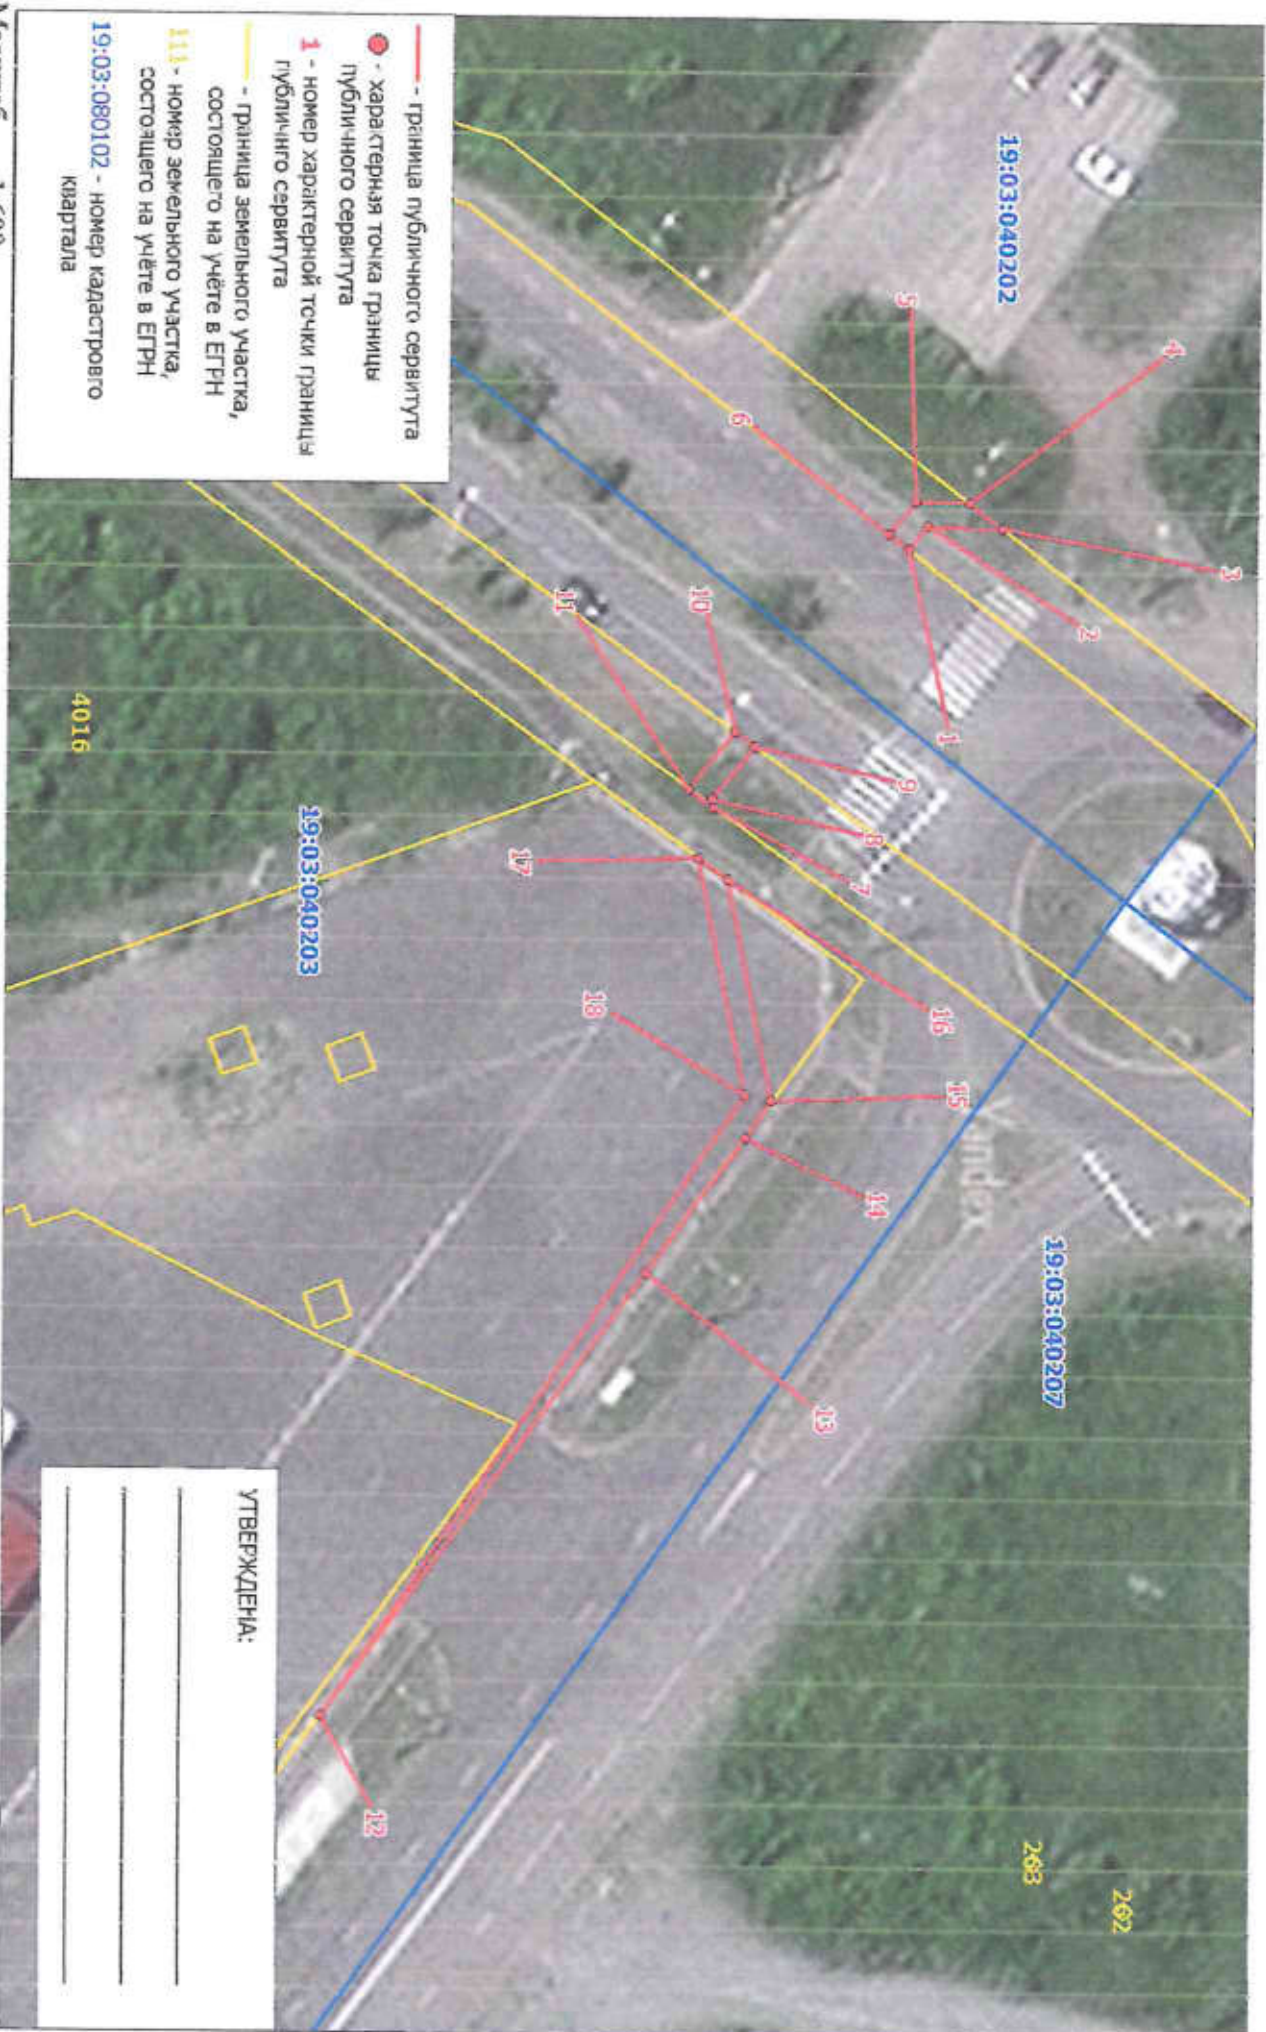 19:03:040202
5
4
3
2
1
6
10
11
9
8
7
17
18
16
15
14
13
12
19:03:040203
19:03:040207
4016
Yandex
263
262
- граница публичного сервитута
- характерная точка границы
публичного сервитута
1 - номер характерной точки границы
публичнго сервитута
- граница земельного участка,
состоящего на учёте в ЕГРН
111 - номер земельного участка,
состоящего на учёте в ЕГРН
19:03:080102 - номер кадастрового
квартала
УТВЕРЖДЕНА: